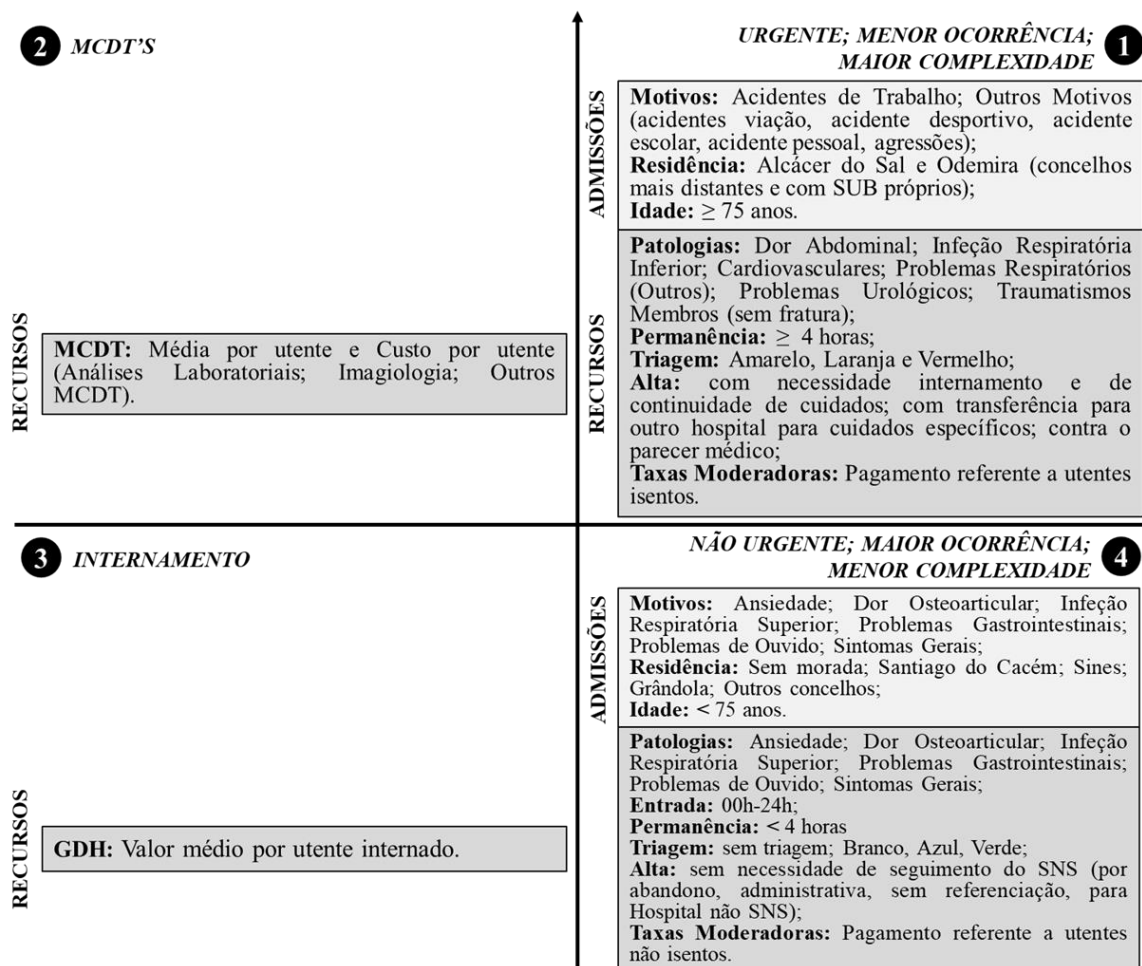 2 MCDT’S
RECURSOS
MCDT: Média por utente e Custo por utente
(Análises Laboratoriais; Imagiologia; Outros
MCDT).
URGENTE; MENOR OCORRÊNCIA;
MAIOR COMPLEXIDADE
1
ADMISSÕES
Motivos: Acidentes de Trabalho; Outros Motivos
(acidentes viação, acidente desportivo, acidente
escolar, acidente pessoal, agressões);
Residência: Alcácer do Sal e Odemira (concelhos
mais distantes e com SUB próprios);
Idade: ≥ 75 anos.
RECURSOS
Patologias: Dor Abdominal; Infeção Respiratória
Inferior; Cardiovasculares; Problemas Respiratórios
(Outros); Problemas Urológicos; Traumatismos
Membros (sem fratura);
Permanência: ≥ 4 horas;
Triagem: Amarelo, Laranja e Vermelho;
Alta: com necessidade internamento e de
continuidade de cuidados; com transferência para
outro hospital para cuidados específicos; contra o
parecer médico;
Taxas Moderadoras: Pagamento referente a utentes
isentos.
3 INTERNAMENTO
RECURSOS
GDH: Valor médio por utente internado.
NÃO URGENTE; MAIOR OCORRÊNCIA;
MENOR COMPLEXIDADE
4
ADMISSÕES
Motivos: Ansiedade; Dor Osteoarticular; Infeção
Respiratória Superior; Problemas Gastrointestinais;
Problemas de Ouvido; Sintomas Gerais;
Residência: Sem morada; Santiago do Cacém; Sines;
Grândola; Outros concelhos;
Idade: < 75 anos.
Patologias: Ansiedade; Dor Osteoarticular; Infeção
Respiratória Superior; Problemas Gastrointestinais;
Problemas de Ouvido; Sintomas Gerais;
Entrada: 00h-24h;
Permanência: < 4 horas
Triagem: sem triagem; Branco, Azul, Verde;
Alta: sem necessidade de seguimento do SNS (por
abandono, administrativa, sem referenciação, para
Hospital não SNS);
Taxas Moderadoras: Pagamento referente a utentes
não isentos.